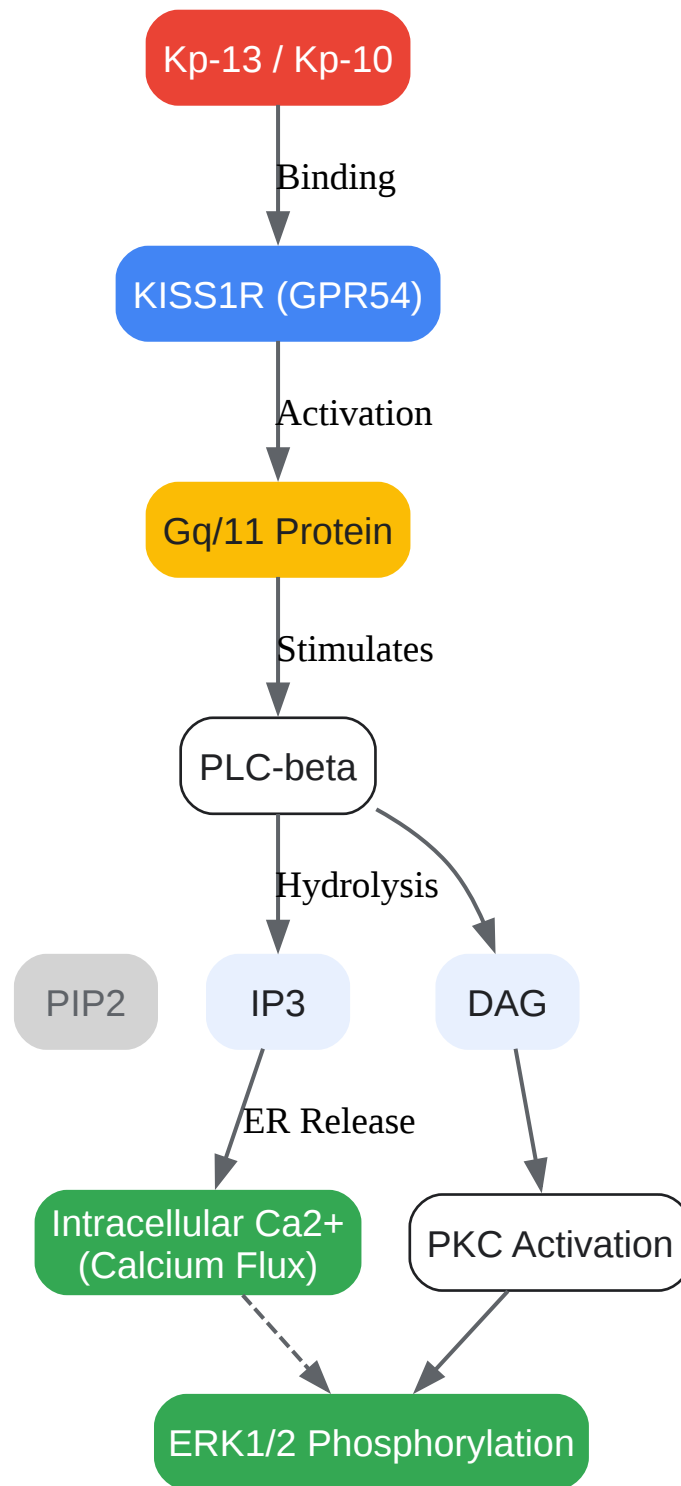 Kp-13 / Kp-10
Binding
KISS1R (GPR54)
Activation
Gq/11 Protein
Stimulates
PLC-beta
Hydrolysis
PIP2
IP3
DAG
ER Release
Intracellular Ca2+
(Calcium Flux)
PKC Activation
ERK1/2 Phosphorylation